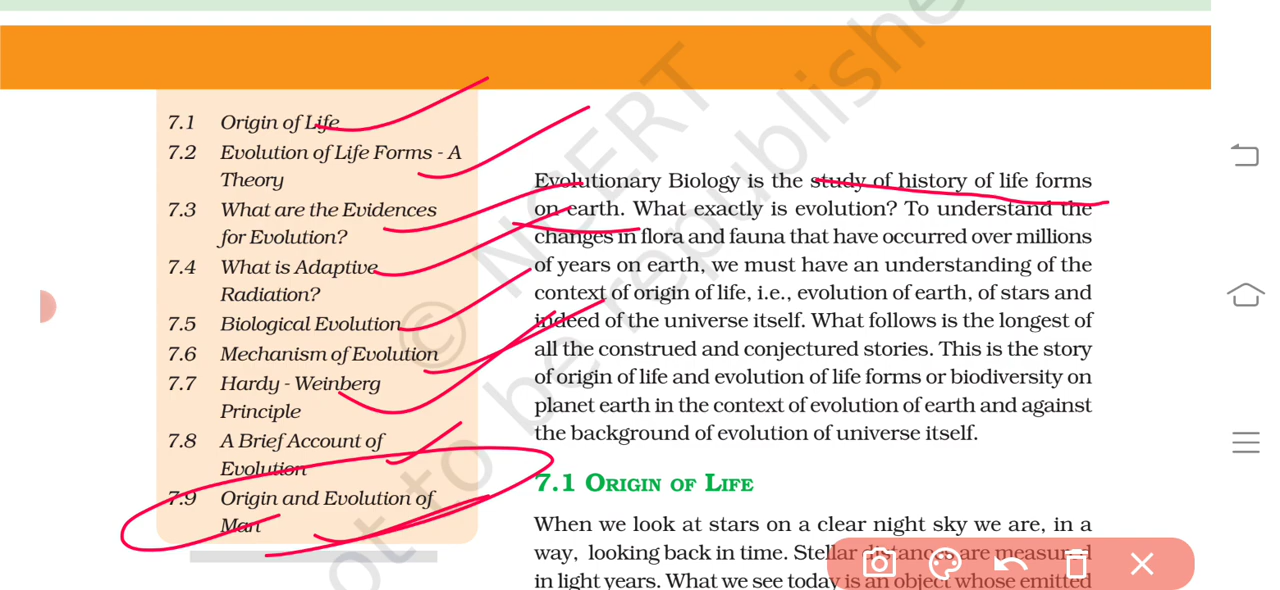 7.1 Origin of Life
7.2 Evolution of Life Forms - A
Theory
7.3 What are the Evidences
for Evolution?
7.4 What is Adaptive
Radiation?
7.5 Biological Evolution
7.6 Mechanism of Evolution
7.7 Hardy - Weinberg
Principle
7.8 A Brief Account of
Evolution
7.9 Origin and Evolution of
Man
Evolutionary Biology is the study of history of life forms
on earth. What exactly is evolution? To understand the
changes in flora and fauna that have occurred over millions
of years on earth, we must have an understanding of the
context of origin of life, i.e., evolution of earth, of stars and
indeed of the universe itself. What follows is the longest of
all the construed and conjectured stories. This is the story
of origin of life and evolution of life forms or biodiversity on
planet earth in the context of evolution of earth and against
the background of evolution of universe itself.
7.1 Origin of Life
When we look at stars on a clear night sky we are, in a
way, looking back in time. Stellar distances are measured
in light years. What we see today is an object whose emitted
© NCERT
not to be republishe